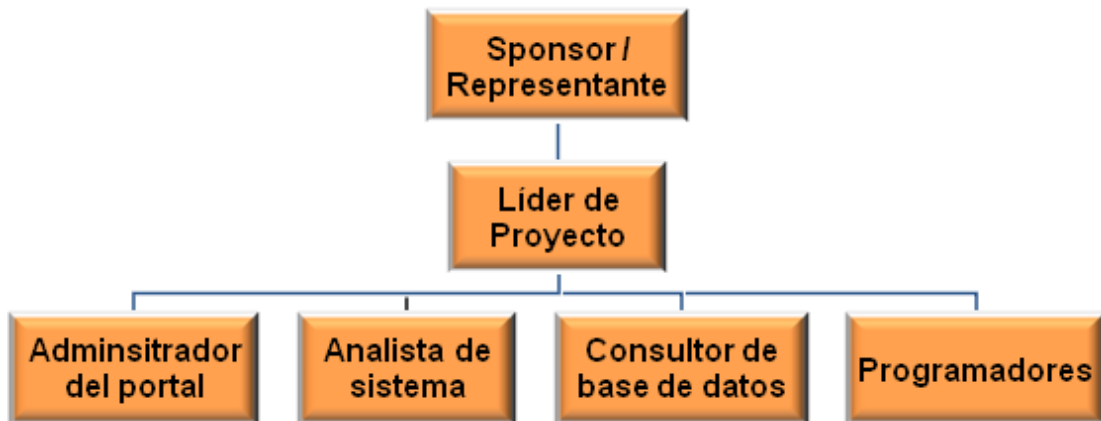 Sponsor /
Representante
Líder de
Proyecto
Adminsitrador
del portal
Analista de
sistema
Consultor de
base de datos
Programadores